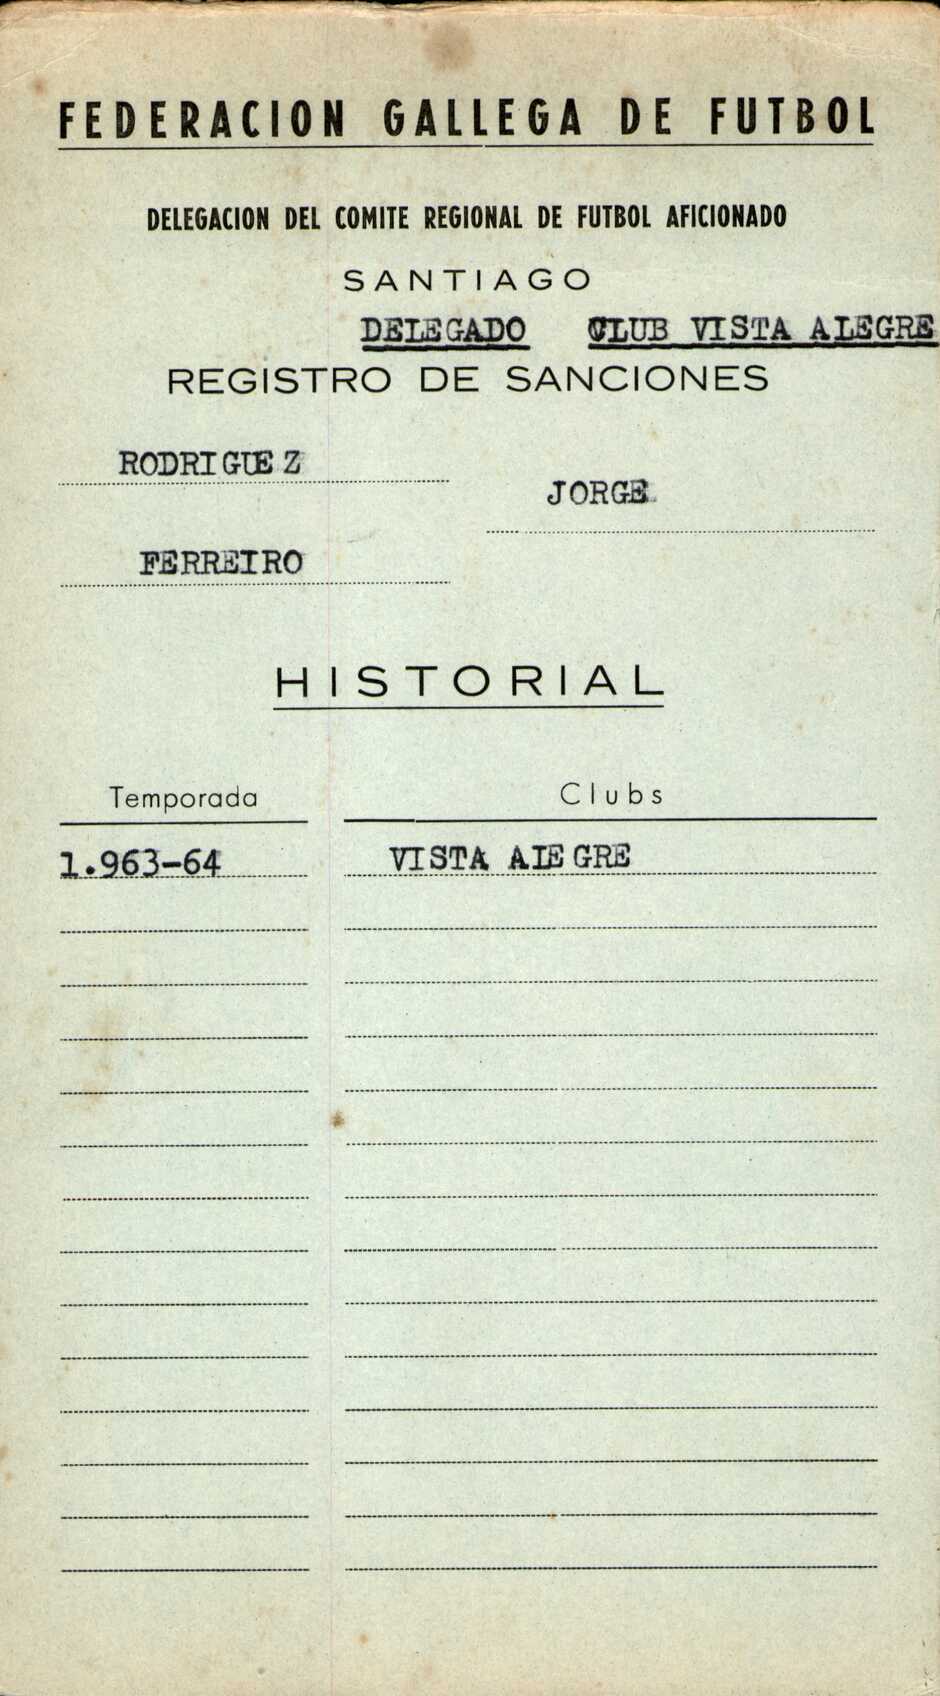 FEDERACION GALLEGA DE FUTBOL
DELEGACION DEL COMITE REGIONAL DE FUTBOL AFICIONADO
SANTIAGO
DELEGADO CLUB VISTA ALEGRE
REGISTRO DE SANCIONES
RODRIGUEZ
JORGE
FERREIRO
HISTORIAL
Temporada Clubs
1.963-64 VISTA ALEGRE